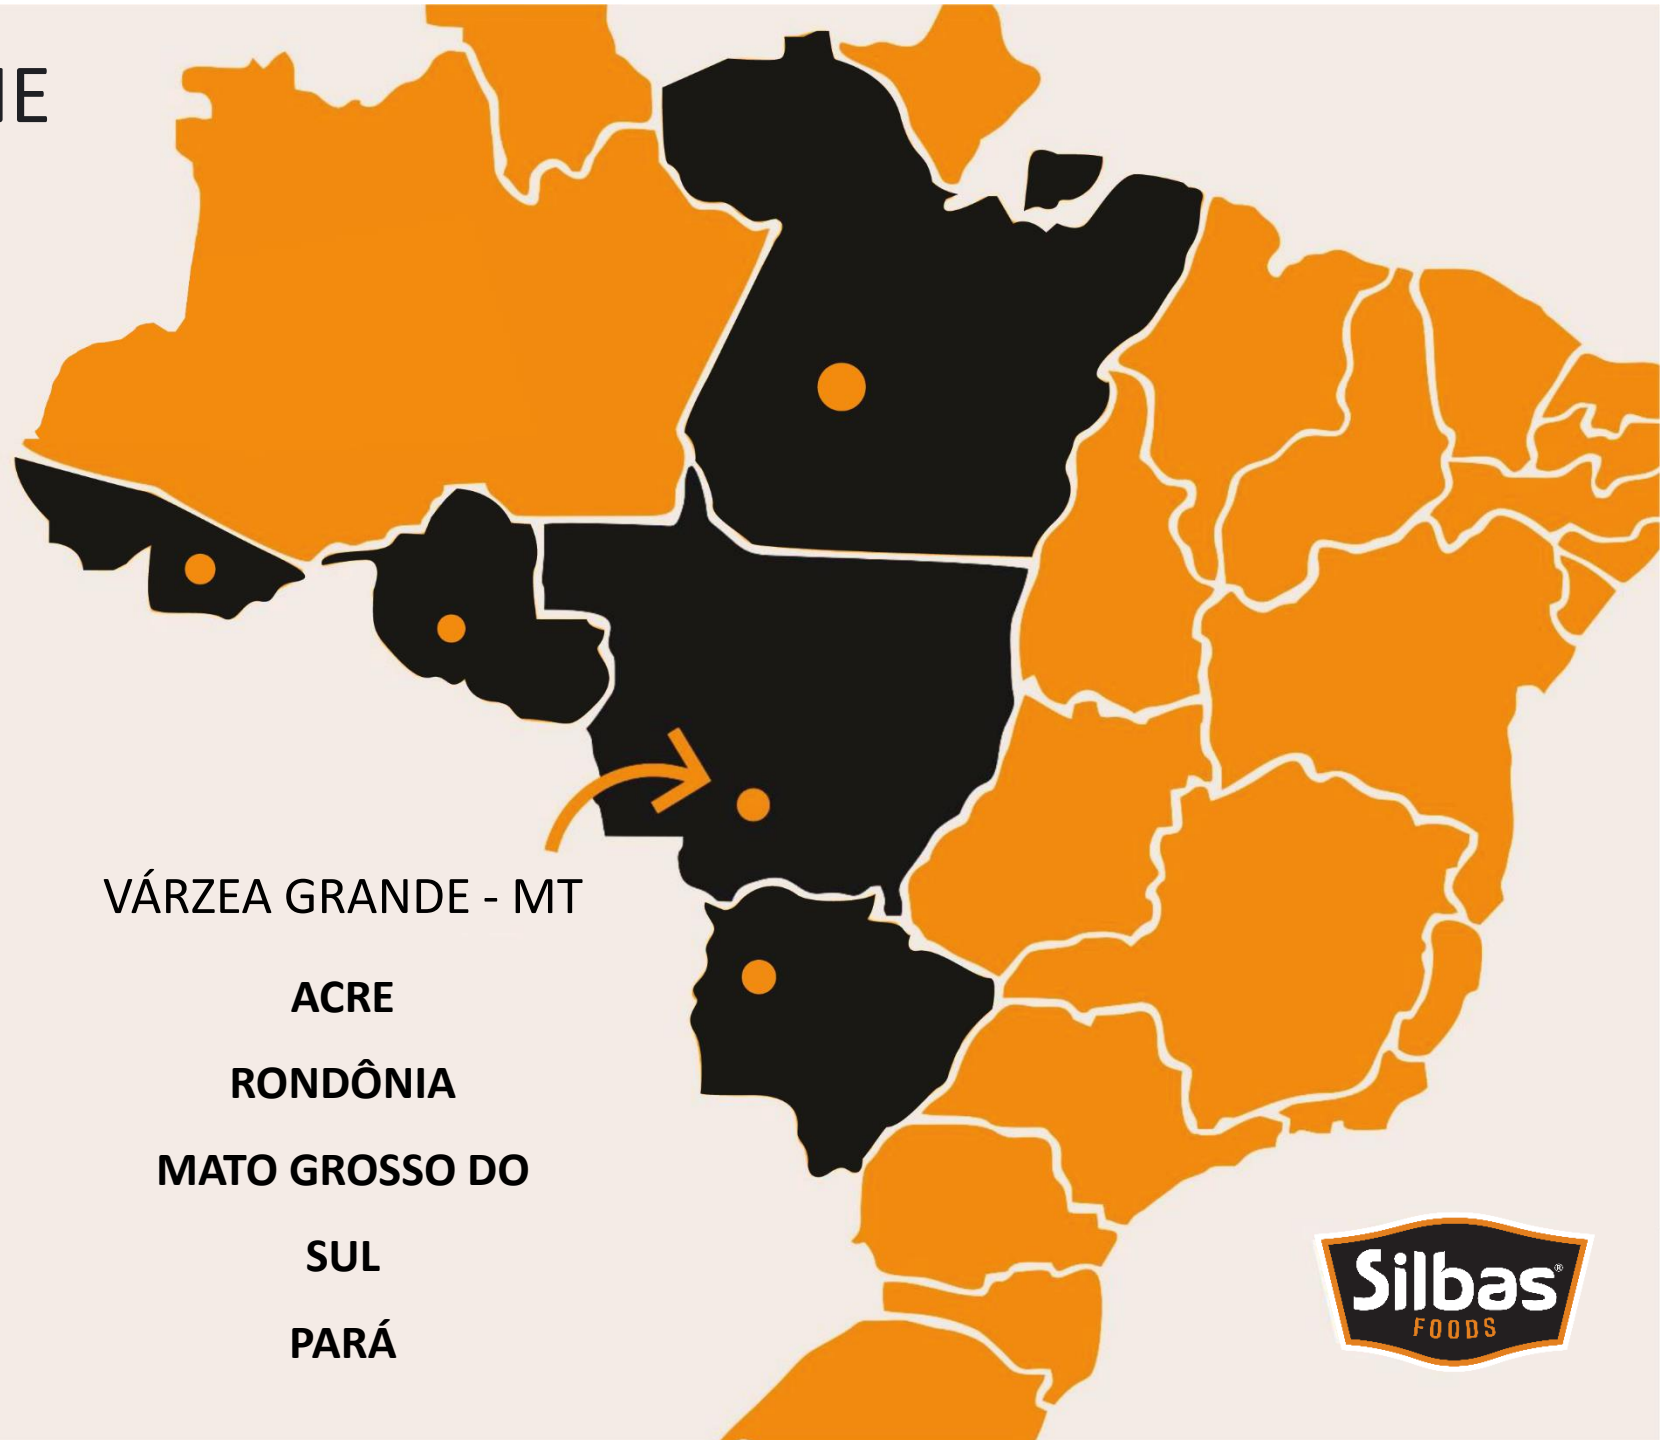 VÁRZEA GRANDE - MT
ACRE
RONDÔNIA
MATO GROSSO DO
SUL
PARÁ
Silbas®
FOODS